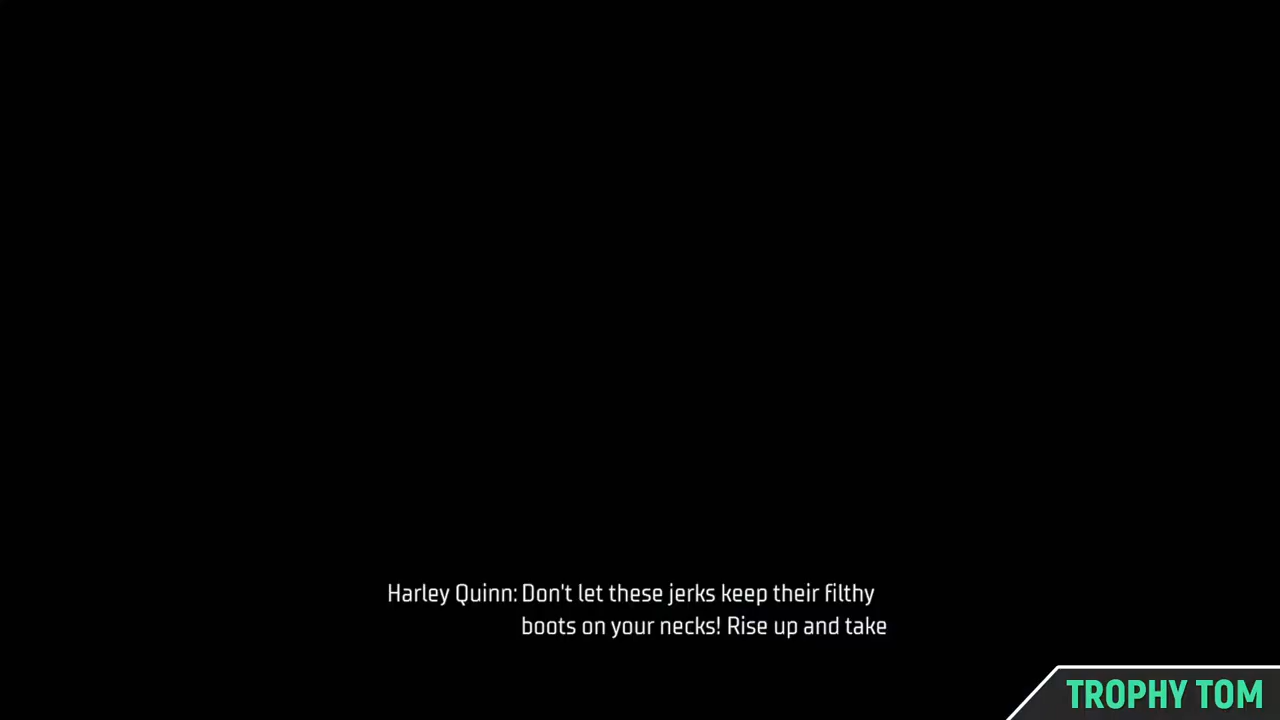 Harley Quinn: Don't let these jerks keep their filthy
boots on your necks! Rise up and take
TROPHY TOM